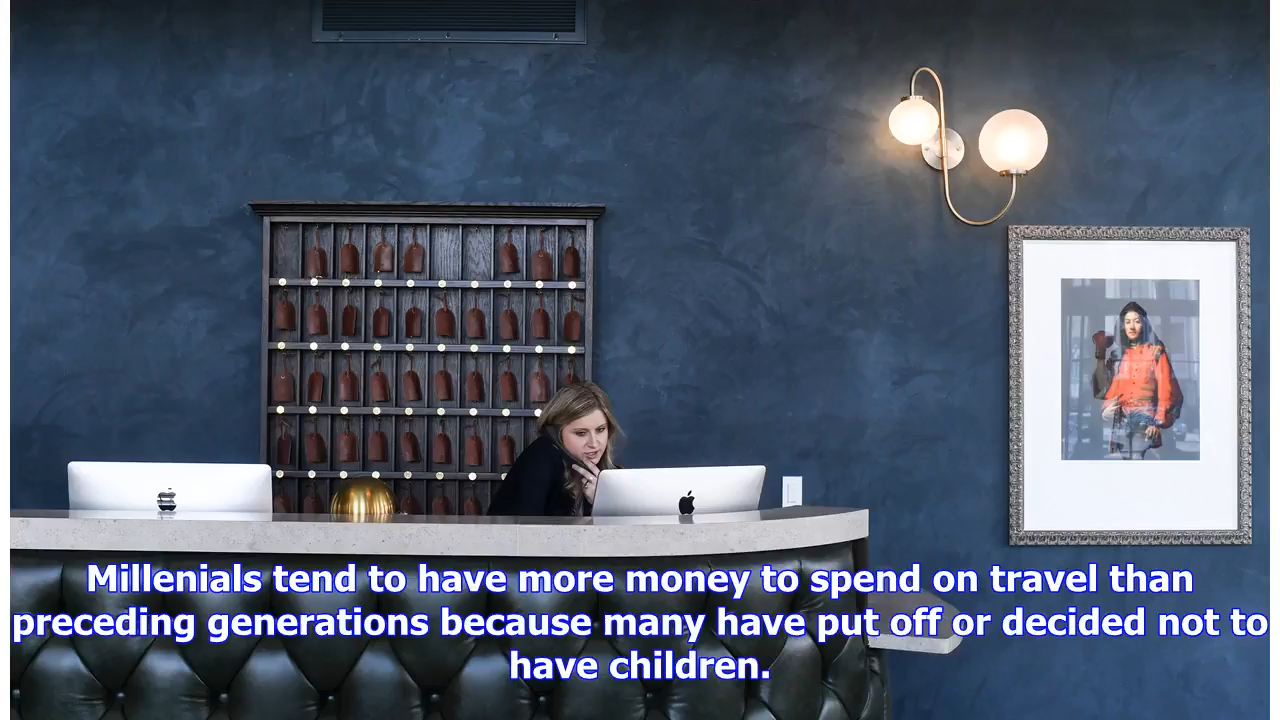 Millenials tend to have more money to spend on travel than
preceding generations because many have put off or decided not to
have children.